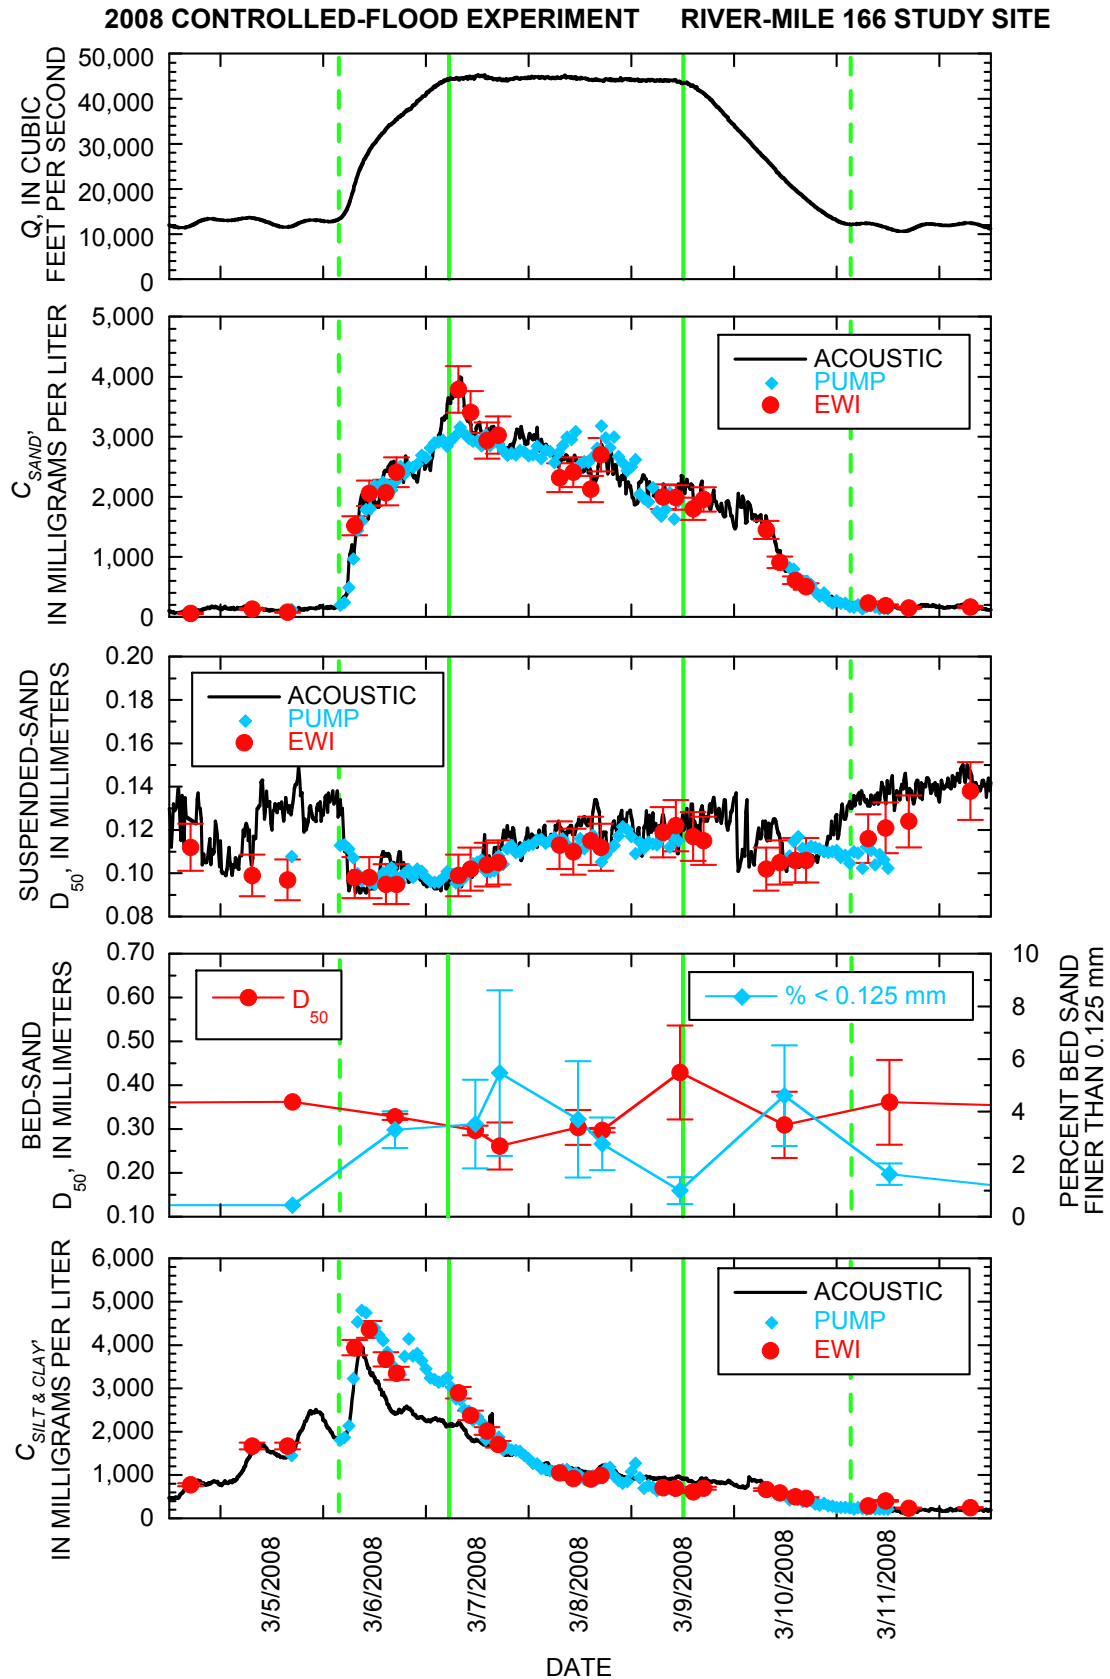 2008 CONTROLLED-FLOOD EXPERIMENT RIVER-MILE 166 STUDY SITE
Q, IN CUBIC
FEET PER SECOND
50,000
40,000
30,000
20,000
10,000
0
C SAND,
IN MILLIGRAMS PER LITER
5,000
4,000
3,000
2,000
1,000
0
ACOUSTIC
PUMP
EWI
SUSPENDED-SAND
D50, IN MILLIMETERS
0.20
0.18
0.16
0.14
0.12
0.10
0.08
ACOUSTIC
PUMP
EWI
BED-SAND
D50, IN MILLIMETERS
0.70
0.60
0.50
0.40
0.30
0.20
0.10
D50
% < 0.125 mm
10
8
6
4
2
0
PERCENT BED SAND
FINER THAN 0.125 mm
C SILT & CLAY,
IN MILLIGRAMS PER LITER
6,000
5,000
4,000
3,000
2,000
1,000
0
ACOUSTIC
PUMP
EWI
3/5/2008
3/6/2008
3/7/2008
3/8/2008
3/9/2008
3/10/2008
3/11/2008
DATE